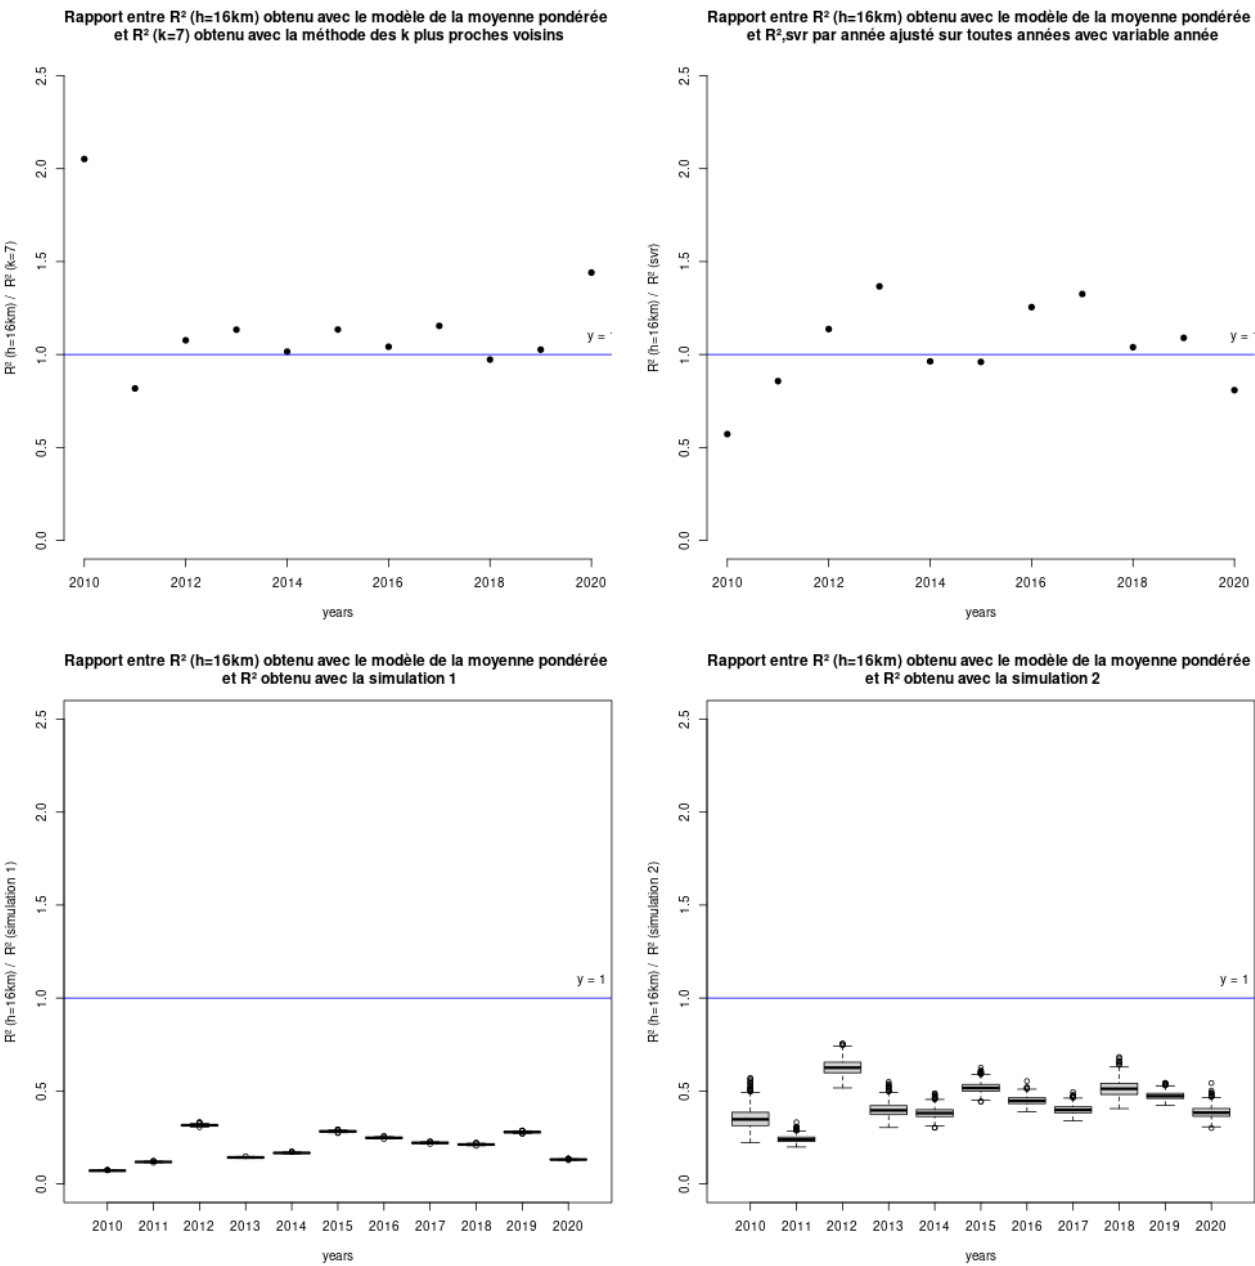 Rapport entre R² (h=16km) obtenu avec le modèle de la moyenne pondérée
et R² (k=7) obtenu avec la méthode des k plus proches voisins
R² (h=16km) / R² (k=7)
2.5
2.0
1.5
1.0
0.5
0.0
y =
2010 2012 2014 2016 2018 2020
years
Rapport entre R² (h=16km) obtenu avec le modèle de la moyenne pondérée
et R²,svr par année ajusté sur toutes années avec variable année
R² (h=16km) / R² (svr)
2.5
2.0
1.5
1.0
0.5
0.0
y =
2010 2012 2014 2016 2018 2020
years
Rapport entre R² (h=16km) obtenu avec le modèle de la moyenne pondérée
et R² obtenu avec la simulation 1
R² (h=16km) / R² (simulation 1)
2.5
2.0
1.5
1.0
0.5
0.0
y = 1
2010 2011 2012 2013 2014 2015 2016 2017 2018 2019 2020
years
Rapport entre R² (h=16km) obtenu avec le modèle de la moyenne pondérée
et R² obtenu avec la simulation 2
R² (h=16km) / R² (simulation 2)
2.5
2.0
1.5
1.0
0.5
0.0
y = 1
2010 2011 2012 2013 2014 2015 2016 2017 2018 2019 2020
years